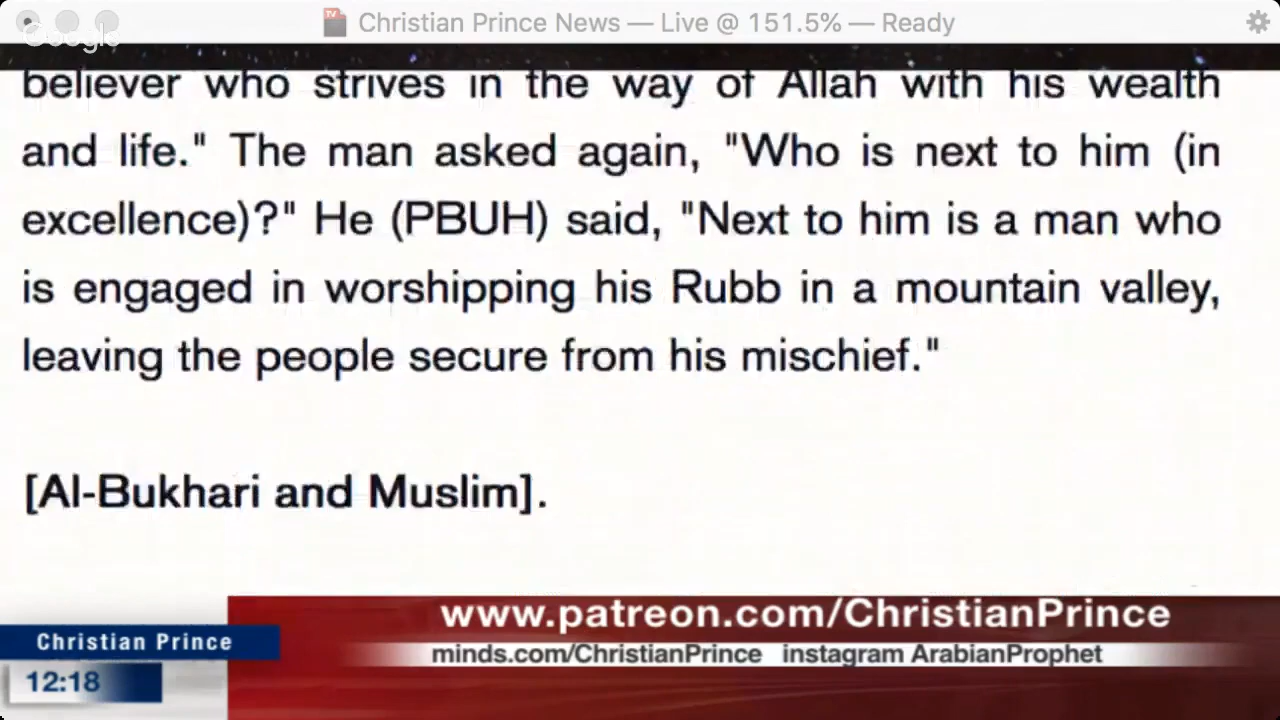 Christian Prince News — Live @ 151.5% — Ready
Google
believer who strives in the way of Allah with his wealth
and life." The man asked again, "Who is next to him (in
excellence)?" He (PBUH) said, "Next to him is a man who
is engaged in worshipping his Rubb in a mountain valley,
leaving the people secure from his mischief."
[Al-Bukhari and Muslim].
www.patreon.com/ChristianPrince
Christian Prince
minds.com/ChristianPrince instagram ArabianProphet
12:18